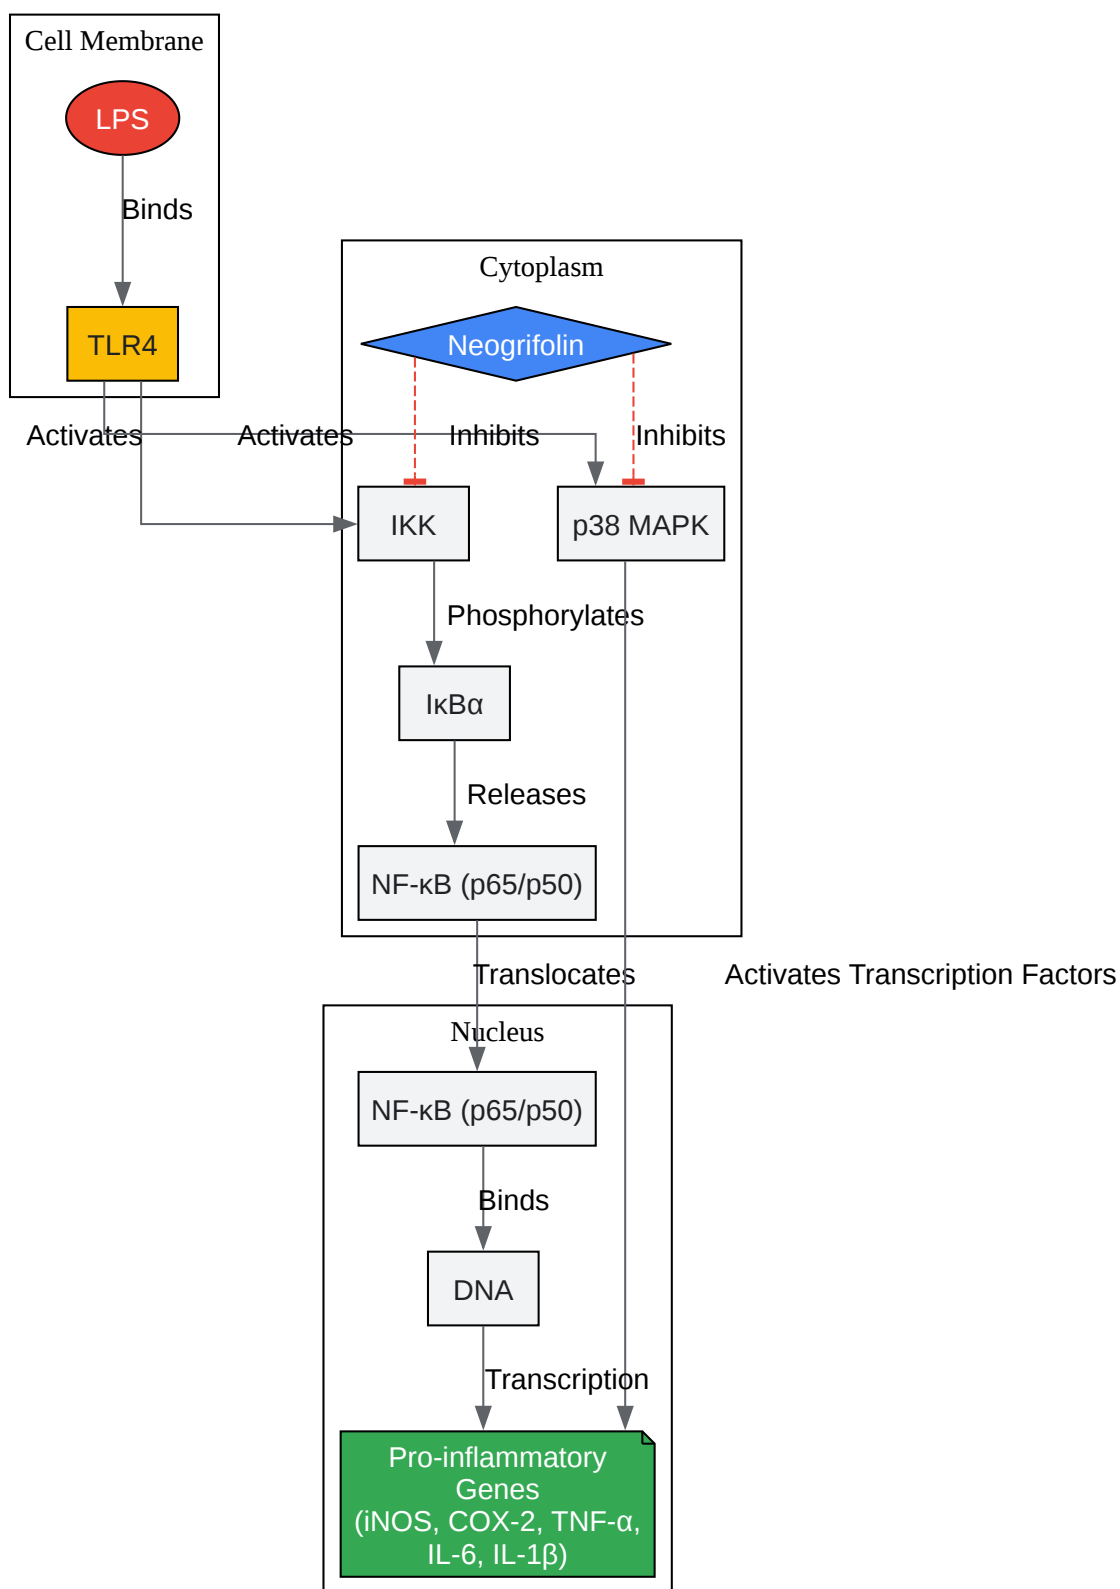 Cell Membrane
LPS
Binds
TLR4
Cytoplasm
Neogrifolin
Activates
Activates
Inhibits
Inhibits
IKK
p38 MAPK
Phosphorylates
IκBα
Releases
NF-κB (p65/p50)
Translocates
Activates Transcription Factors
Nucleus
NF-κB (p65/p50)
Binds
DNA
Transcription
Pro-inflammatory
Genes
(iNOS, COX-2, TNF-α,
IL-6, IL-1β)